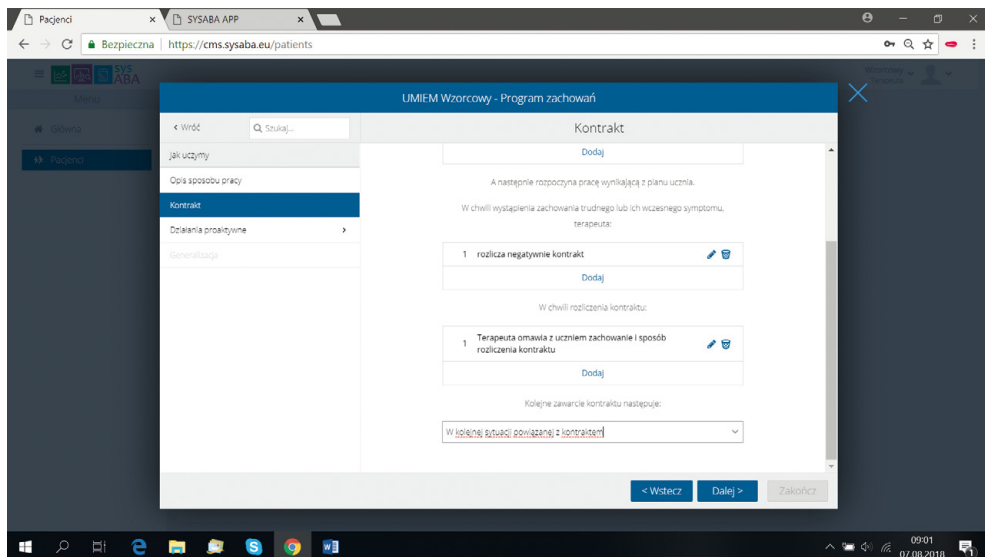 Pacjenci
SYSABA APP
Bezpieczna
https://cms.sysaba.eu/patients
SYS
ABA
Wzorcowy
Terapeuta
Menu
Główna
Pacjenci
UMIEM Wzorcowy - Program zachowań
< Wróć
Szukaj...
Kontrakt
Jak uczymy
Opis sposobu pracy
Kontrakt
Działania proaktywne
Generalizacja
Dodaj
A następnie rozpoczyna pracę wynikającą z planu ucznia.
W chwili wystąpienia zachowania trudnego lub ich wczesnego symptomu,
terapeuta:
1 rozlicza negatywnie kontrakt
Dodaj
W chwili rozliczenia kontraktu:
1 Terapeuta omawia z uczniem zachowanie i sposób
rozliczenia kontraktu
Dodaj
Kolejne zawarcie kontraktu następuje:
W kolejnej sytuacji powiązanej z kontraktem
< Wstecz
Dalej >
Zakończ
09:01
07.08.2018